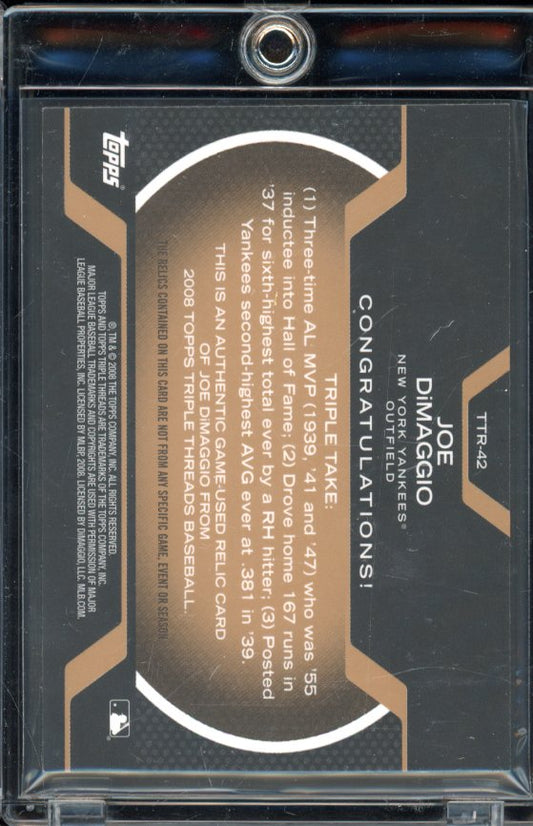 TTR-42
JOE
DiMAGGIO
NEW YORK YANKEES®
OUTFIELD
CONGRATULATIONS!
TRIPLE TAKE:
(1) Three-time AL MVP (1939, '41 and '47) who was '55
inductee into Hall of Fame; (2) Drove home 167 runs in
'37 for sixth-highest total ever by a RH hitter; (3) Posted
Yankees second-highest AVG ever at .381 in '39.
THIS IS AN AUTHENTIC GAME-USED RELIC CARD
OF JOE DiMAGGIO FROM
2008 TOPPS TRIPLE THREADS BASEBALL.
THE RELICS CONTAINED ON THIS CARD ARE NOT FROM ANY SPECIFIC GAME, EVENT OR SEASON.
topps®
®, TM & © 2008 THE TOPPS COMPANY, INC. ALL RIGHTS RESERVED.
TOPPS AND TOPPS TRIPLE THREADS ARE TRADEMARKS OF THE TOPPS COMPANY, INC.
MAJOR LEAGUE BASEBALL TRADEMARKS AND COPYRIGHTS ARE USED WITH PERMISSION OF MAJOR
LEAGUE BASEBALL PROPERTIES, INC. LICENSED BY MLBP, 2008. LICENSED BY DiMAGGIO, LLC. MLB.COM.